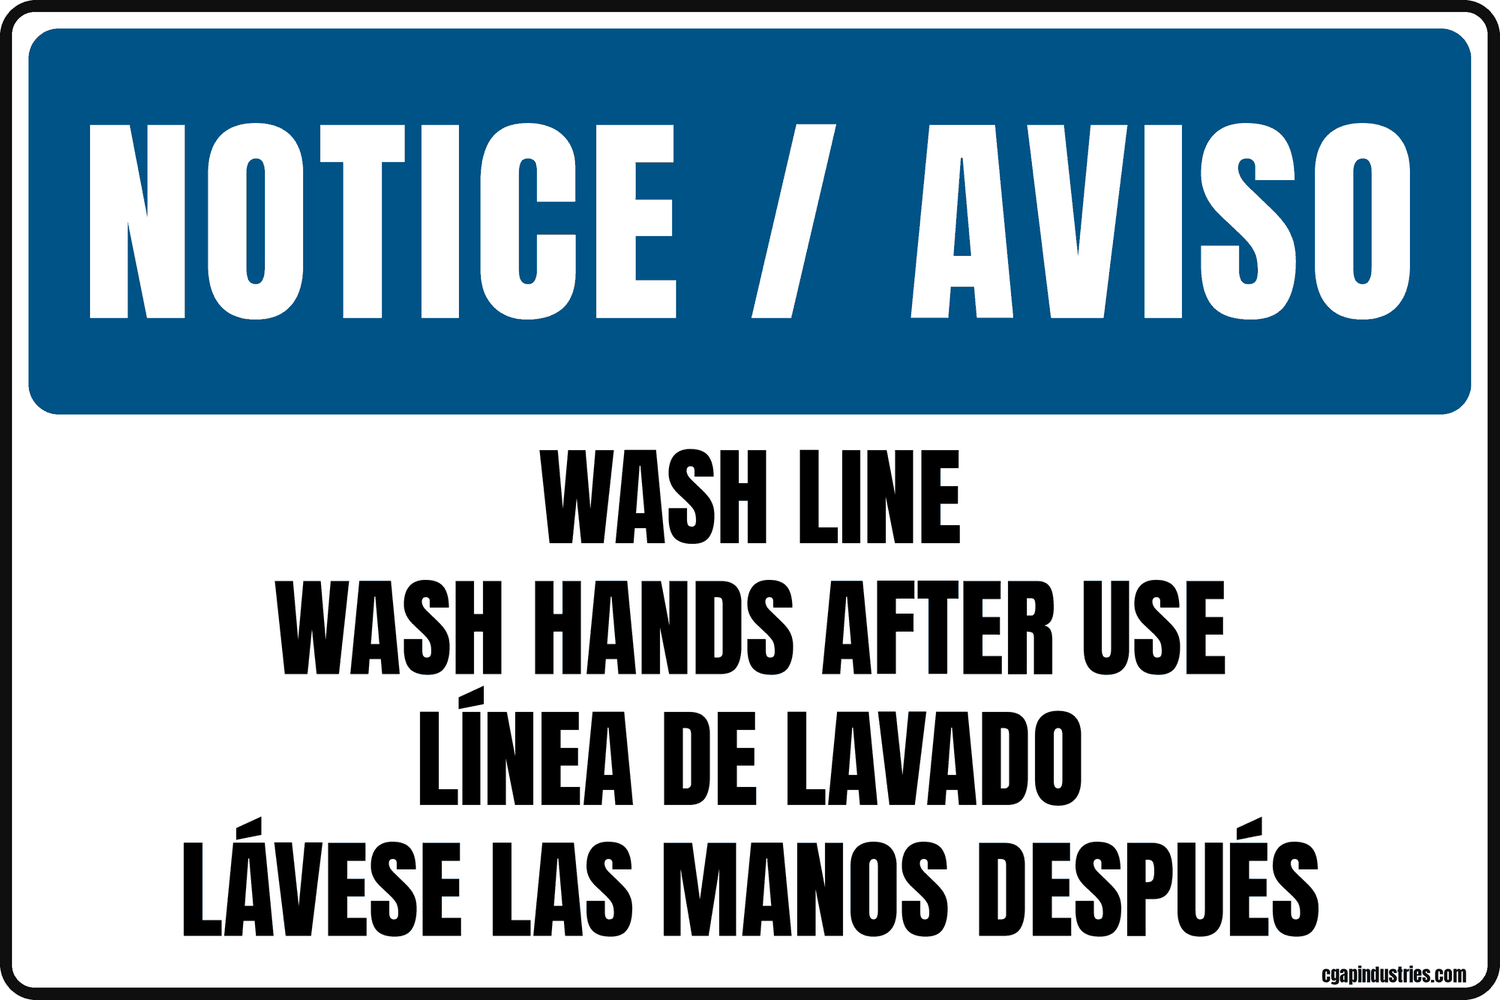 NOTICE / AVISO
WASH LINE
WASH HANDS AFTER USE
LÍNEA DE LAVADO
LÁVESE LAS MANOS DESPUÉS
cgapindustries.com